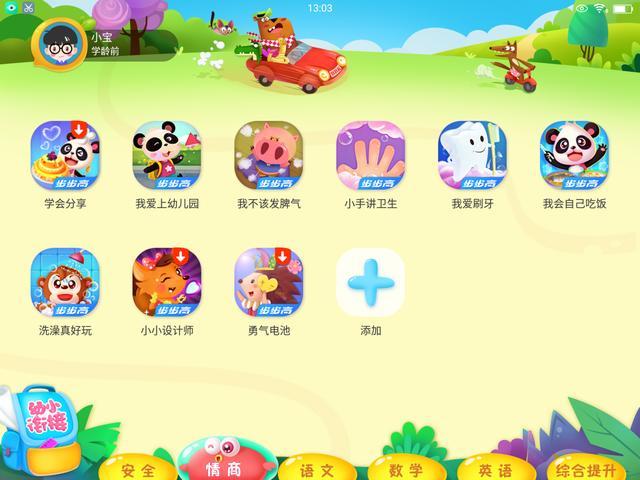 13:03
小宝
学龄前
步步高
步步高
步步高
步步高
步步高
步步高
学会分享
我爱上幼儿园
我不该发脾气
小手讲卫生
我爱刷牙
我会自己吃饭
步步高
步步高
步步高
洗澡真好玩
小小设计师
勇气电池
添加
幼小
衔接
安全
情商
语文
数学
英语
综合提升